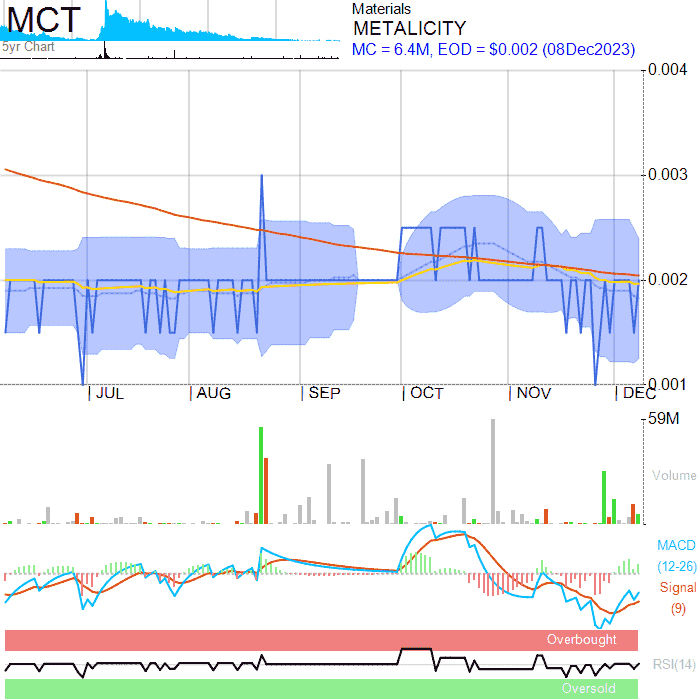 MCT
5yr Chart
Materials
METALICITY
MC = 6.4M, EOD = $0.002 (08Dec2023)
0.004
0.003
0.002
0.001
JUL AUG SEP OCT NOV DEC
59M
Volume
MACD
(12-26)
Signal
(9)
Overbought
RSI(14)
Oversold